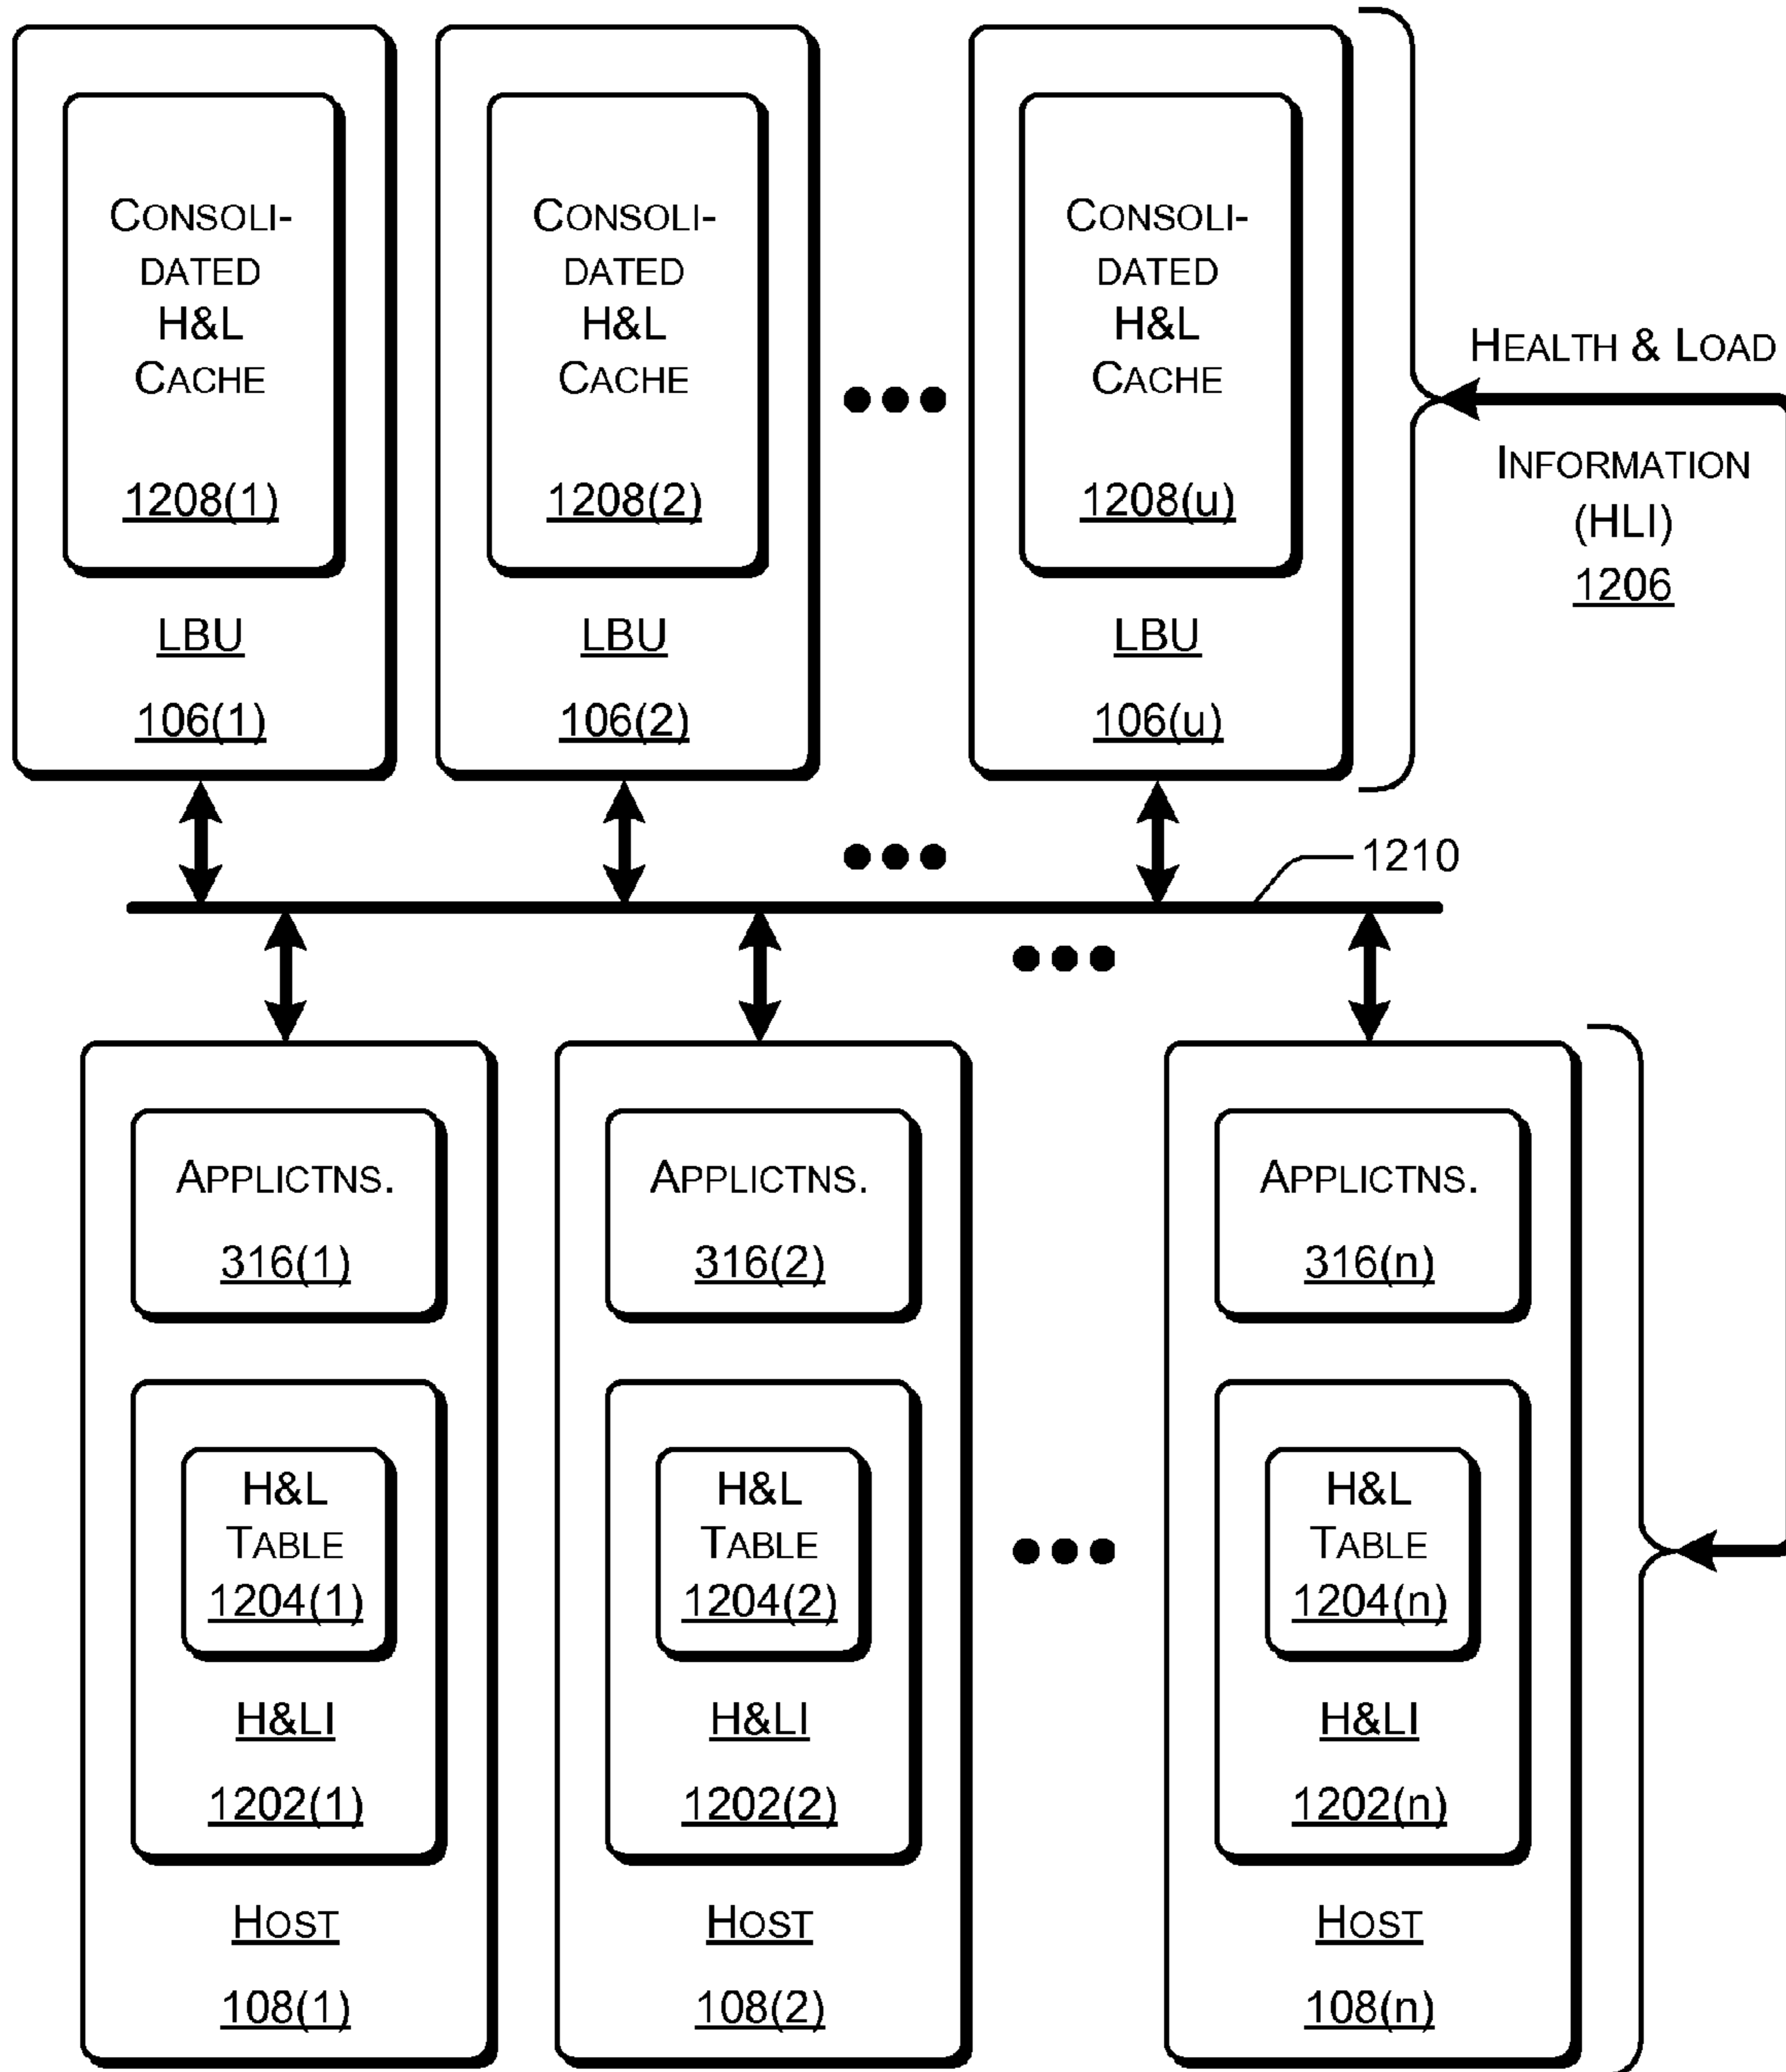 CONSOLI-
DATED
H&L
CACHE
1208(1)
LBU
106(1)
CONSOLI-
DATED
H&L
CACHE
1208(2)
LBU
106(2)
CONSOLI-
DATED
H&L
CACHE
1208(u)
LBU
106(u)
HEALTH & LOAD
INFORMATION
(HLI)
1206
1210
APPLICTNS.
316(1)
H&L
TABLE
1204(1)
H&LI
1202(1)
HOST
108(1)
APPLICTNS.
316(2)
H&L
TABLE
1204(2)
H&LI
1202(2)
HOST
108(2)
APPLICTNS.
316(n)
H&L
TABLE
1204(n)
H&LI
1202(n)
HOST
108(n)